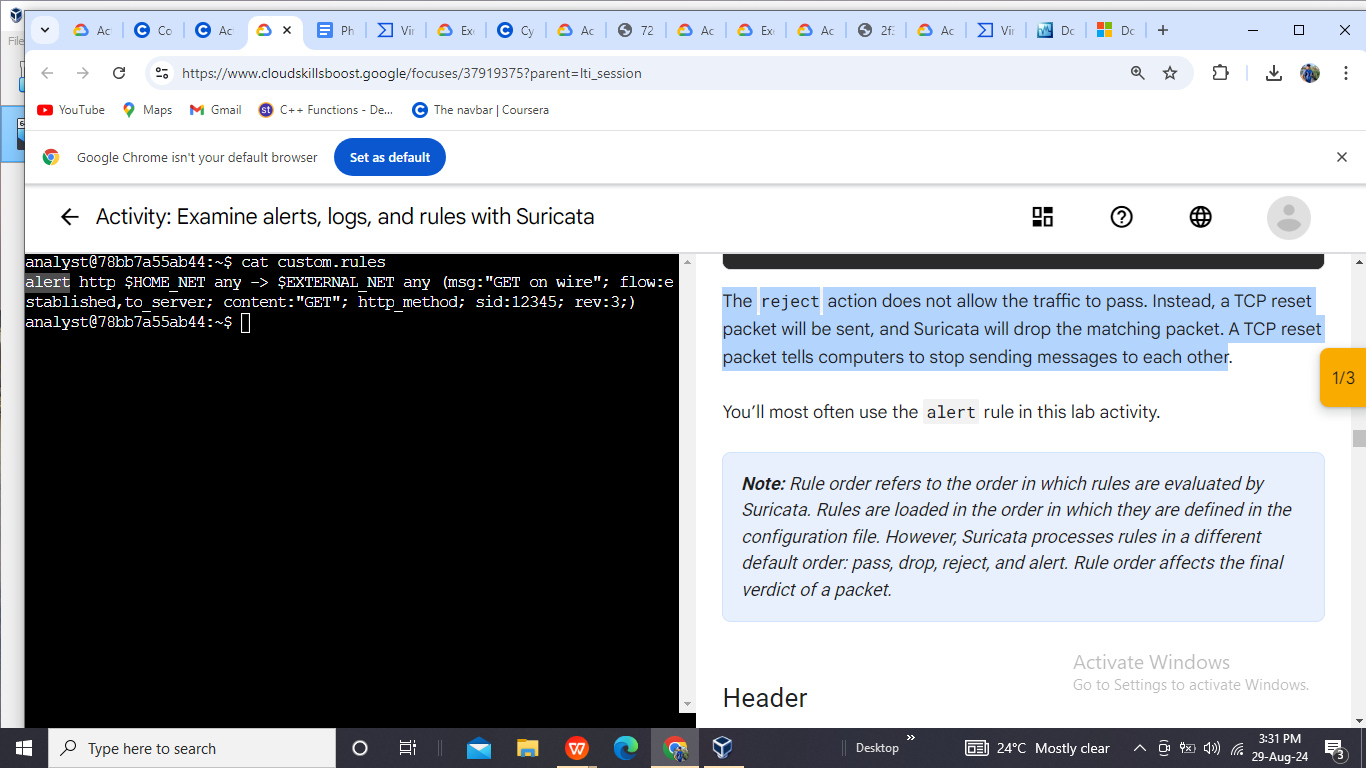 File
Ac
Co
Ac
Ph
Vir
Ex
Cy
Ac
72
Ac
Ex
Ac
2f
Ac
Vir
Dc
Dc
https://www.cloudskillsboost.google/focuses/37919375?parent=lti_session
YouTube
Maps
Gmail
C++ Functions - De...
The navbar | Coursera
Google Chrome isn't your default browser
Set as default
Activity: Examine alerts, logs, and rules with Suricata
analyst@78bb7a55ab44:~$ cat custom.rules
alert http $HOME_NET any -> $EXTERNAL_NET any (msg:"GET on wire"; flow:e
stablished,to_server; content:"GET"; http_method; sid:12345; rev:3;)
analyst@78bb7a55ab44:~$
The reject action does not allow the traffic to pass. Instead, a TCP reset
packet will be sent, and Suricata will drop the matching packet. A TCP reset
packet tells computers to stop sending messages to each other.
1/3
You’ll most often use the alert rule in this lab activity.
Note: Rule order refers to the order in which rules are evaluated by
Suricata. Rules are loaded in the order in which they are defined in the
configuration file. However, Suricata processes rules in a different
default order: pass, drop, reject, and alert. Rule order affects the final
verdict of a packet.
Header
Activate Windows
Go to Settings to activate Windows.
Type here to search
Desktop
24°C Mostly clear
3:31 PM
29-Aug-24
3